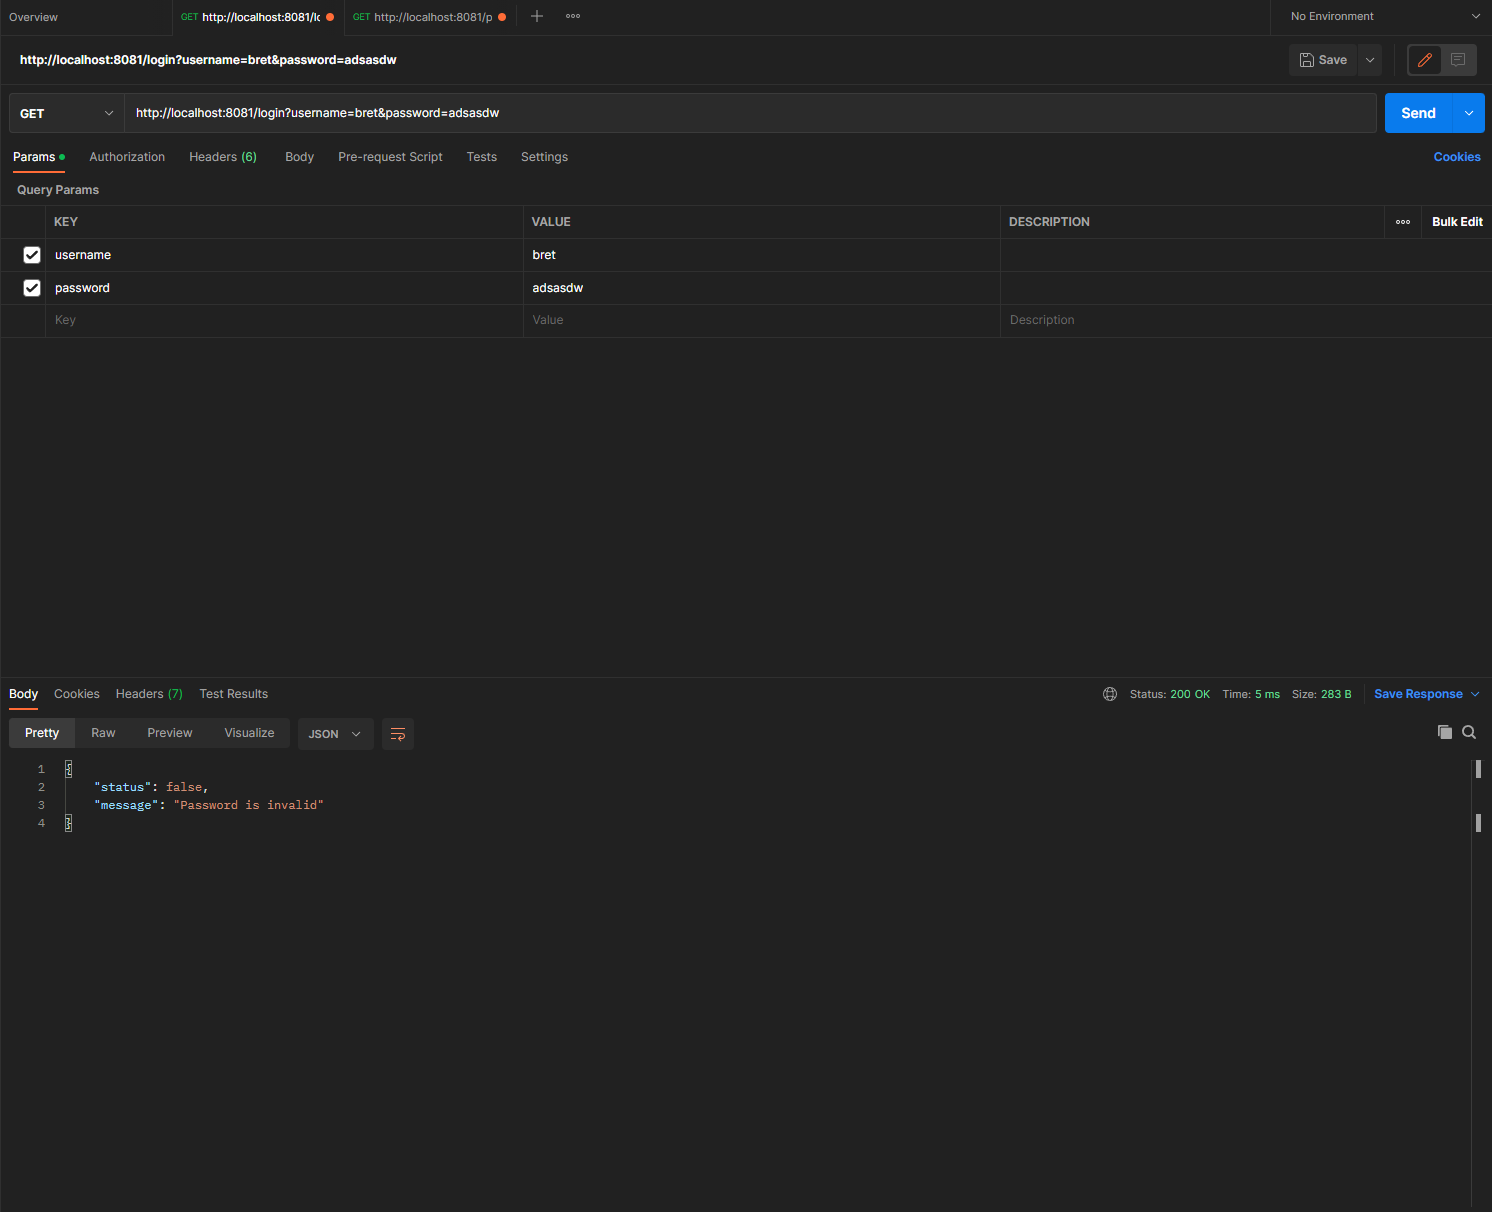 Overview
GET http://localhost:8081/lo
GET http://localhost:8081/p
No Environment
http://localhost:8081/login?username=bret&password=adsasdw
Save
GET
http://localhost:8081/login?username=bret&password=adsasdw
Send
Params
Authorization
Headers (6)
Body
Pre-request Script
Tests
Settings
Cookies
Query Params
KEY
VALUE
DESCRIPTION
Bulk Edit
username
bret
password
adsasdw
Key
Value
Description
Body
Cookies
Headers (7)
Test Results
Status: 200 OK
Time: 5 ms
Size: 283 B
Save Response
Pretty
Raw
Preview
Visualize
JSON
1 {
2 "status": false,
3 "message": "Password is invalid"
4 }